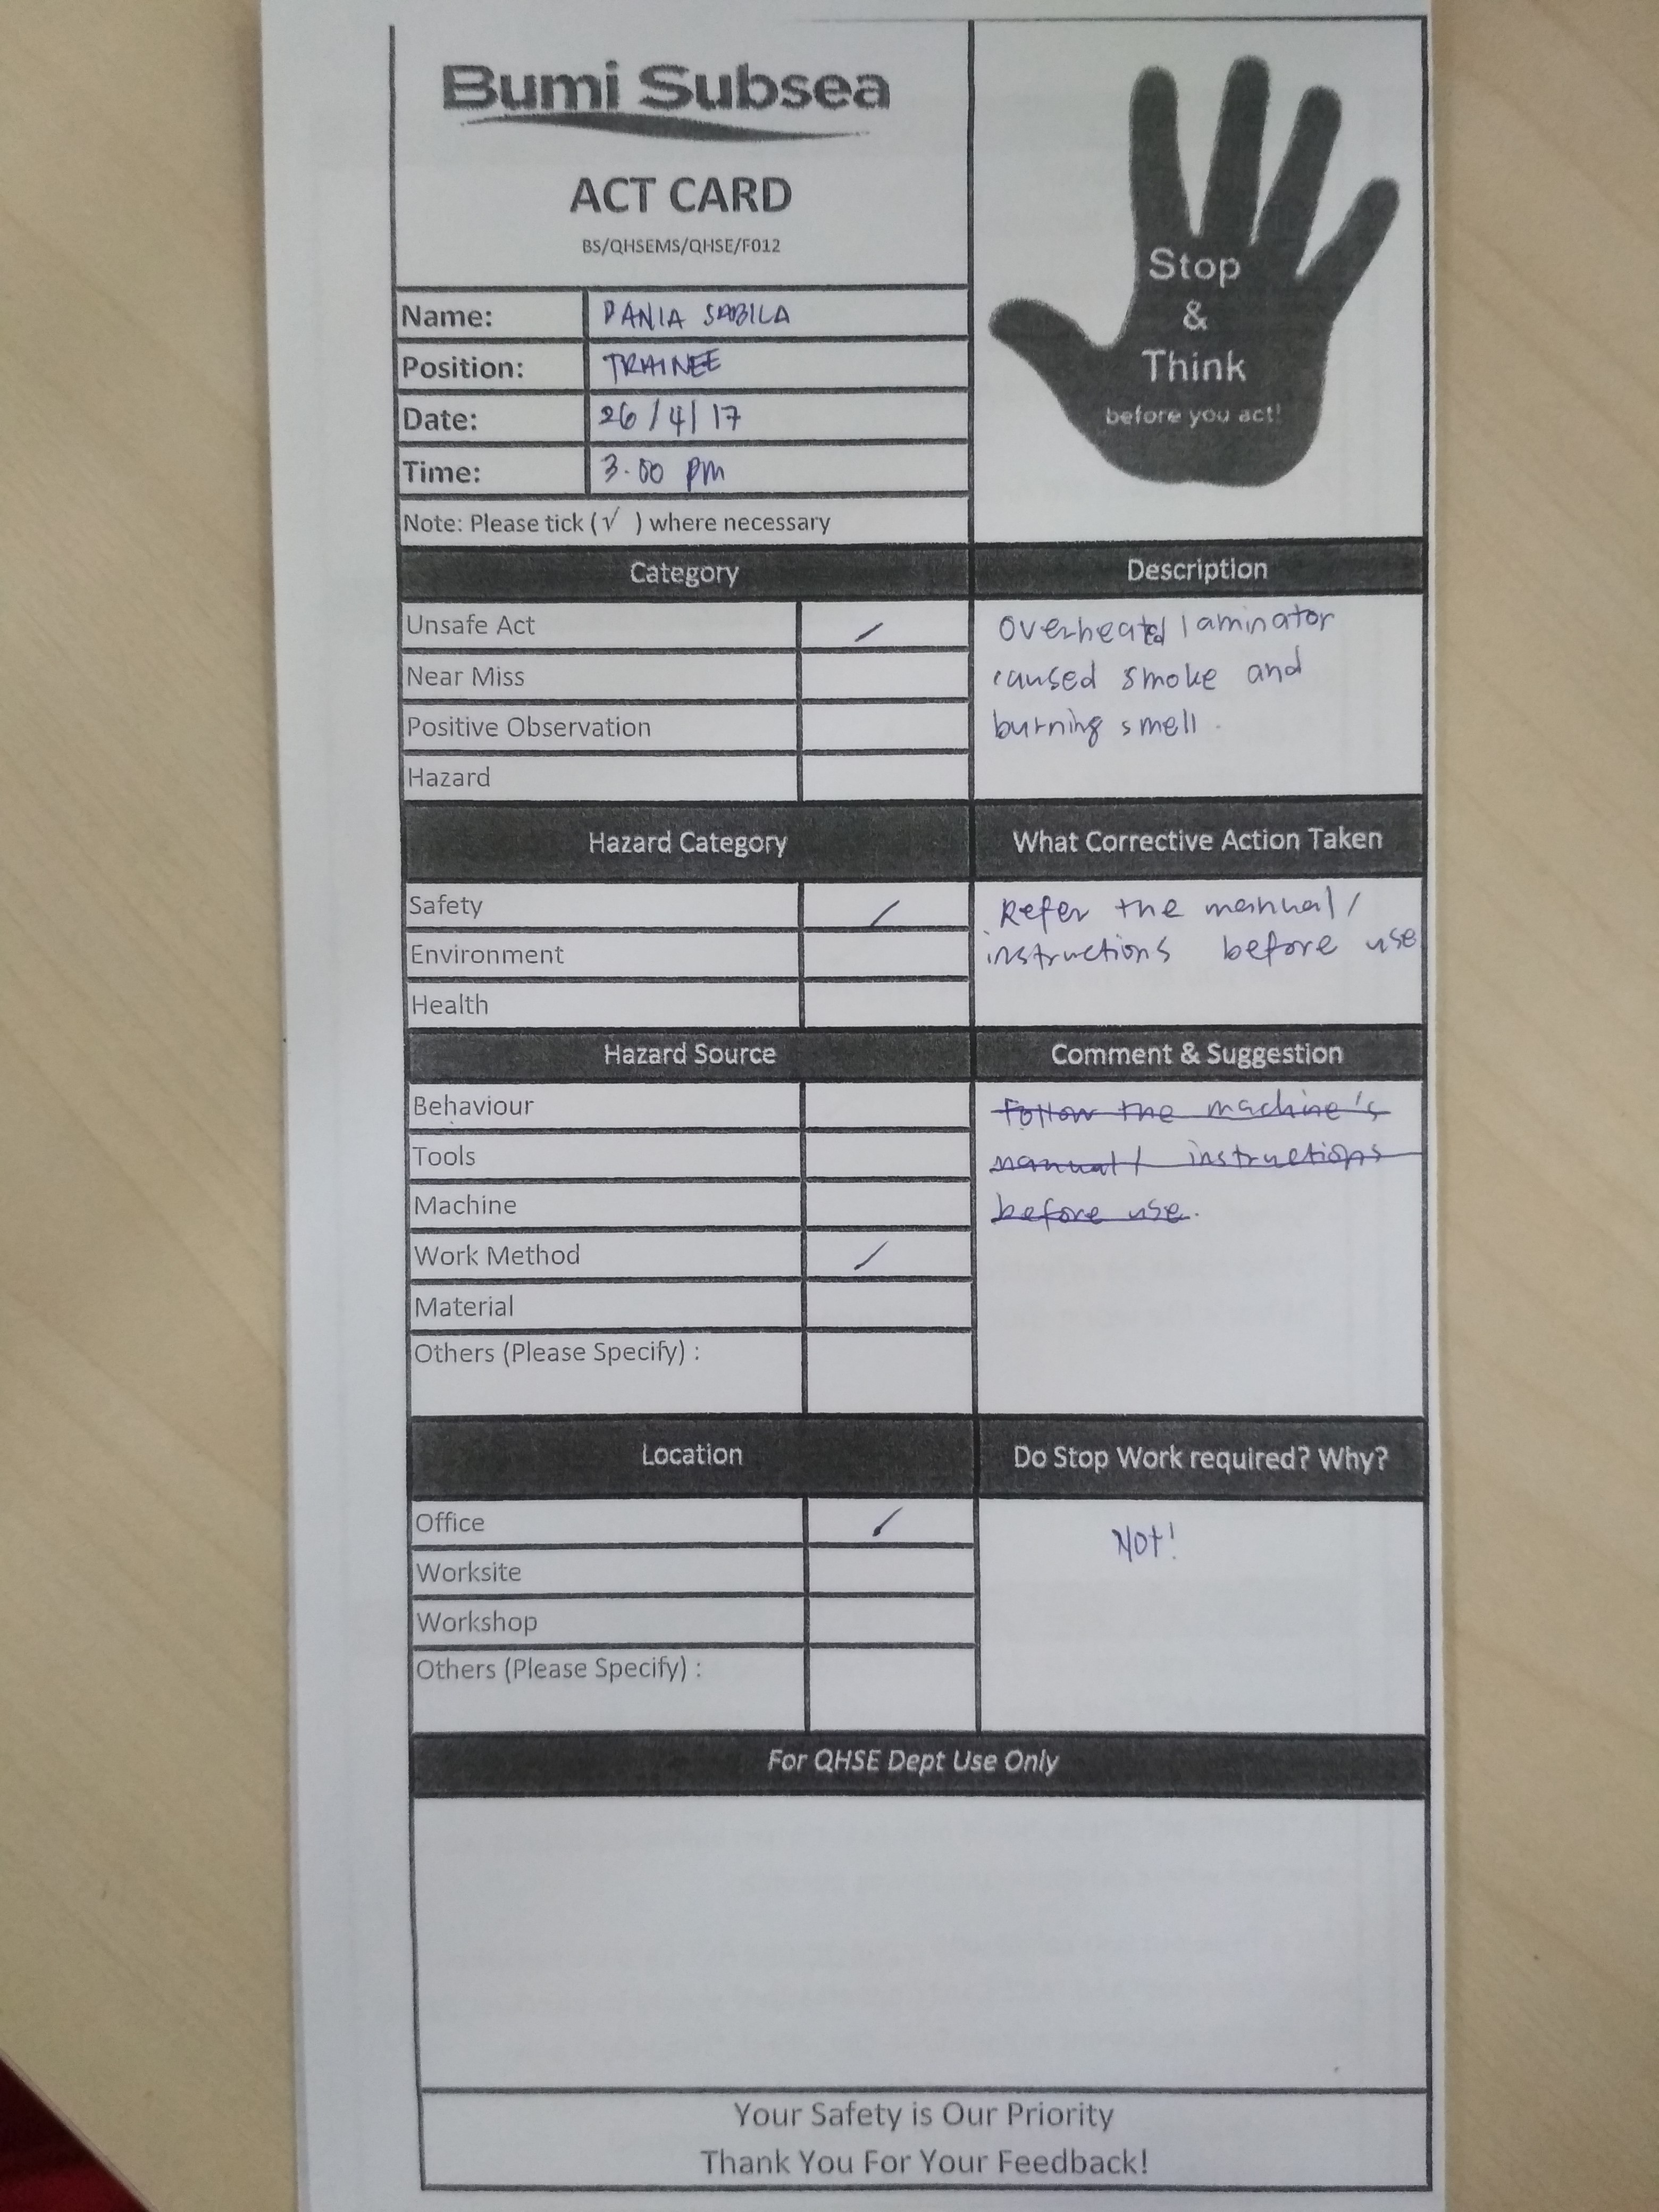 Bumi Subsea
ACT CARD
BS/QHSEMS/QHSE/F012
Stop
&
Think
before you act!
Name: DANIA SABILA
Position: TRAINEE
Date: 26/4/17
Time: 3.00 pm
Note: Please tick (√ ) where necessary
Category
Description
Unsafe Act /
Near Miss
Positive Observation
Hazard
Overheated laminator
caused smoke and
burning smell.
Hazard Category
What Corrective Action Taken
Safety /
Environment
Health
Refer the manual/
instructions before use
Hazard Source
Comment & Suggestion
Behaviour
Tools
Machine
Work Method /
Material
Others (Please Specify) :
Follow the machine's
manual/ instructions
before use.
Location
Do Stop Work required? Why?
Office /
Worksite
Workshop
Others (Please Specify) :
Not!
For QHSE Dept Use Only
Your Safety is Our Priority
Thank You For Your Feedback!